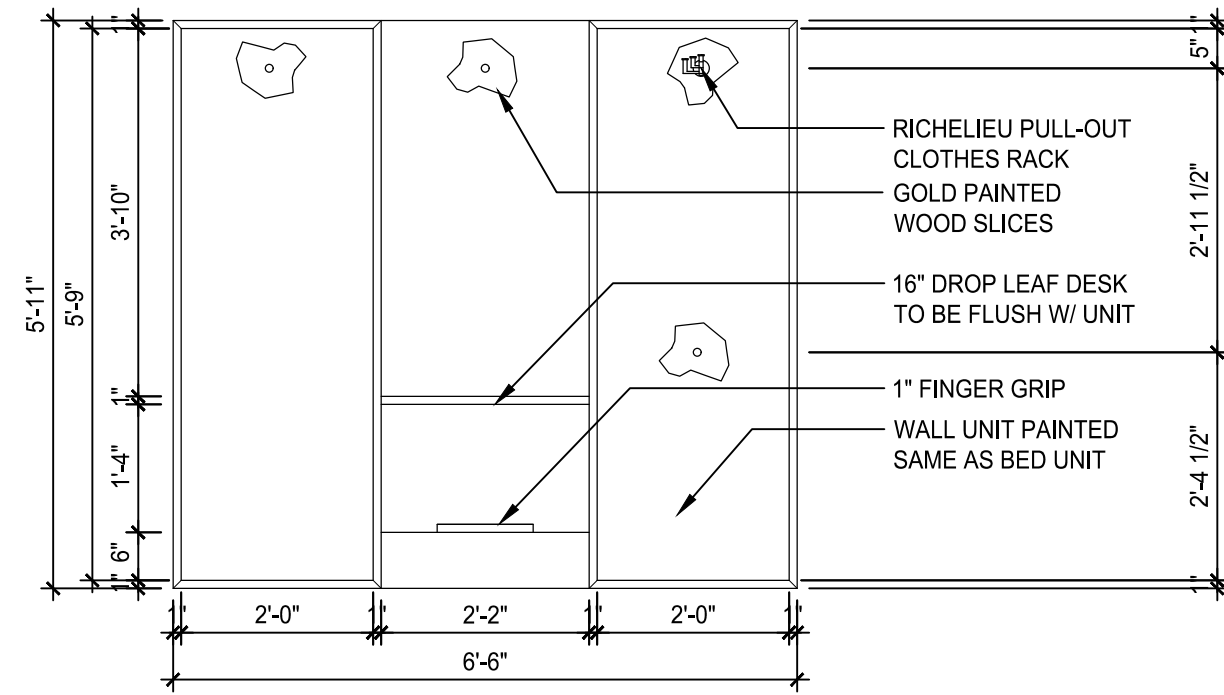 1"
5"
RICHELIEU PULL-OUT
CLOTHES RACK
GOLD PAINTED
WOOD SLICES
16" DROP LEAF DESK
TO BE FLUSH W/ UNIT
1" FINGER GRIP
WALL UNIT PAINTED
SAME AS BED UNIT
5'-11"
5'-9"
1"
3'-10"
1"
1'-4"
6"
1"
2'-11 1/2"
2'-4 1/2"
1"
1"
2'-0"
1"
2'-2"
1"
2'-0"
1"
6'-6"